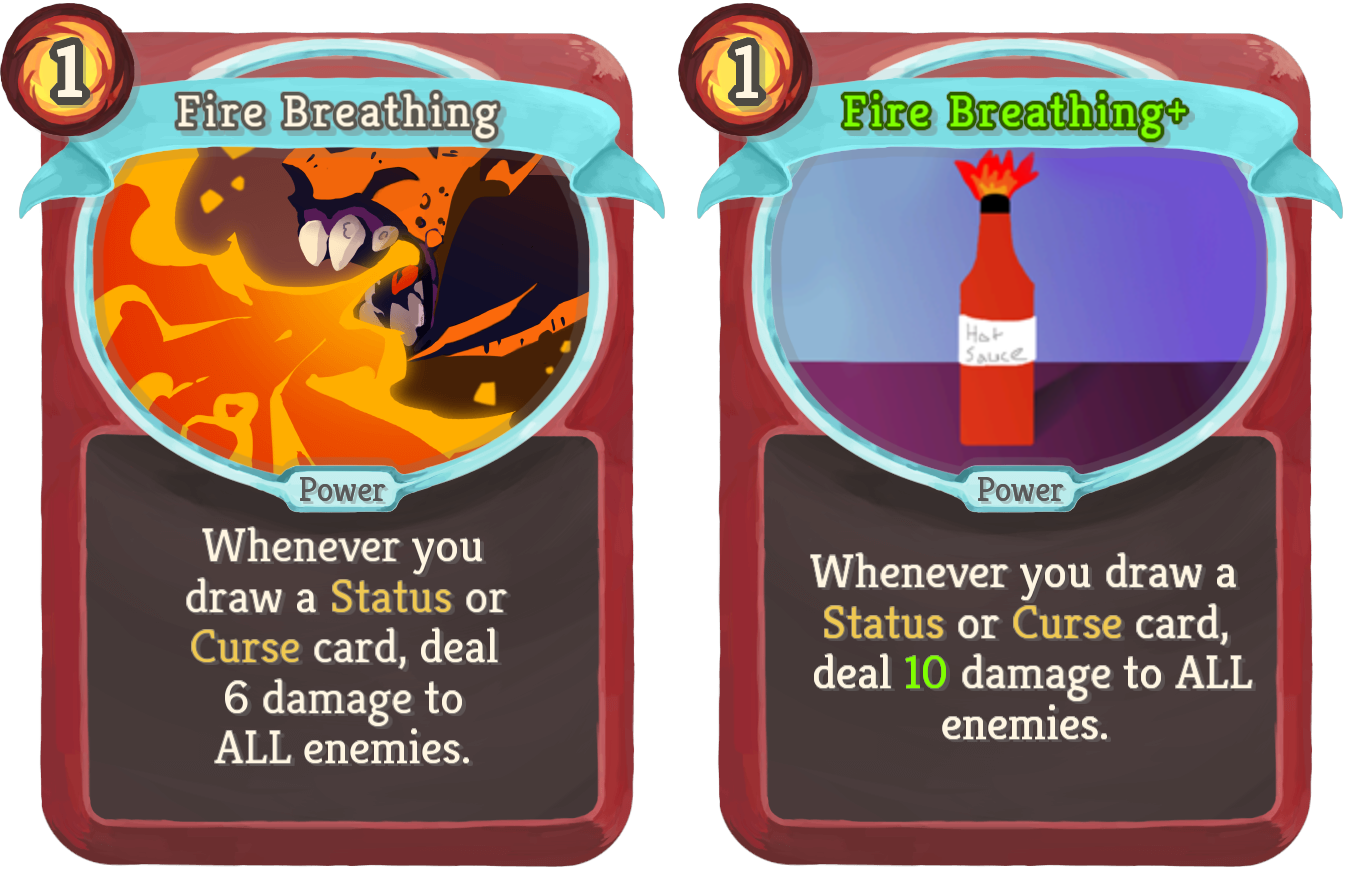 1
Fire Breathing
Power
Whenever you
draw a Status or
Curse card, deal
6 damage to
ALL enemies.
1
Fire Breathing+
Hot
Sauce
Power
Whenever you draw a
Status or Curse card,
deal 10 damage to ALL
enemies.